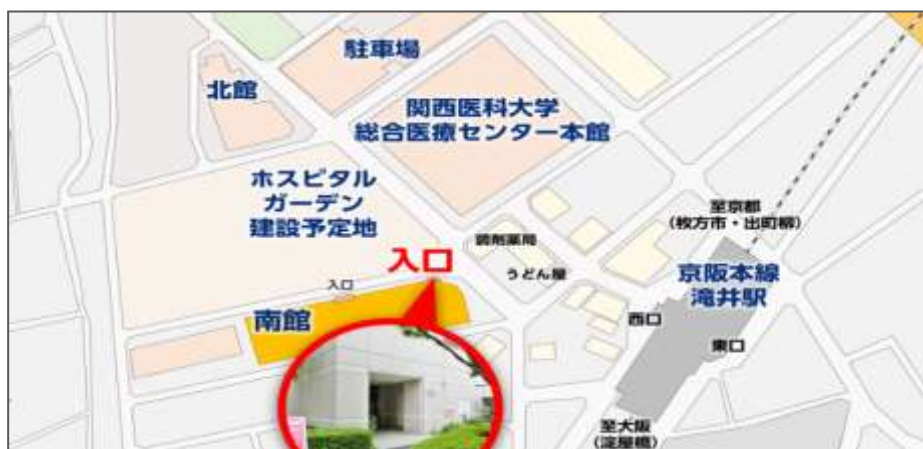 駐車場
北館
関西医科大学
総合医療センター本館
ホスピタル
ガーデン
建設予定地
至京都
(枚方市・出町柳)
調剤薬局
入口
うどん屋
京阪本線
滝井駅
入口
南館
西口
東口
至大阪
(淀屋橋)